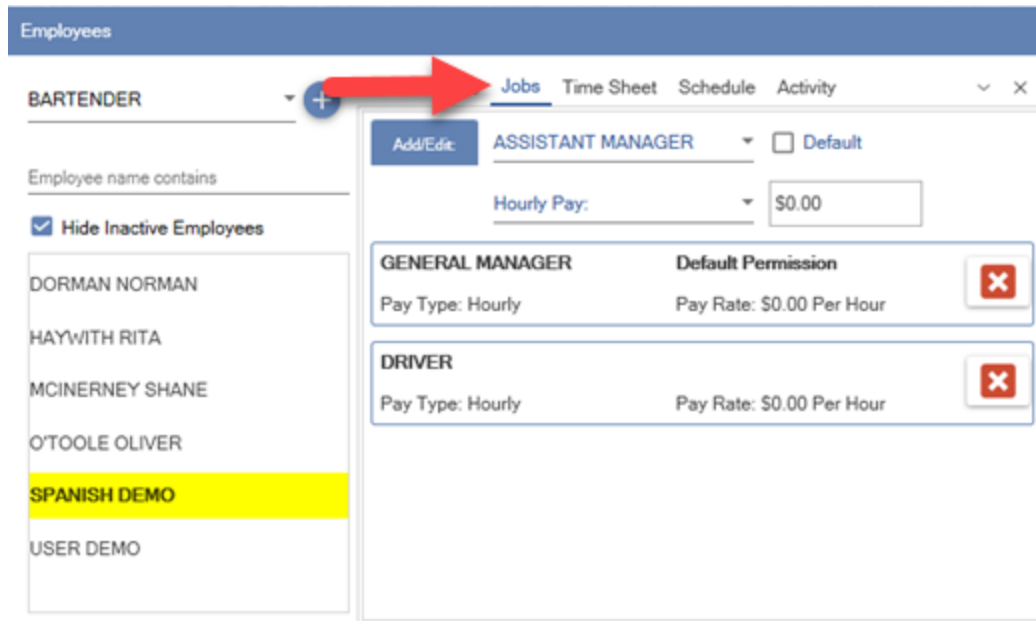 Employees
BARTENDER
Jobs Time Sheet Schedule Activity
Employee name contains
Hide Inactive Employees
DORMAN NORMAN
HAYWITH RITA
MCINERNEY SHANE
O'TOOLE OLIVER
SPANISH DEMO
USER DEMO
Add/Edit ASSISTANT MANAGER Default
Hourly Pay: $0.00
GENERAL MANAGER Default Permission
Pay Type: Hourly Pay Rate: $0.00 Per Hour
DRIVER
Pay Type: Hourly Pay Rate: $0.00 Per Hour